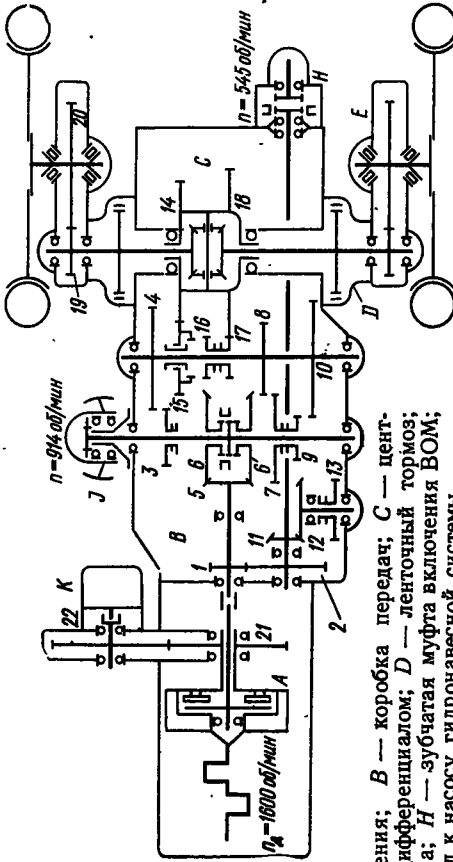 n = 914 об/мин
n = 545 об/мин
n_д = 1600 об/мин
J
K
B
A
C
D
E
H
1
2
3
4
5
6
6'
7
8
9
10
11
12
13
14
15
16
17
18
19
20
21
22
ения; B — коробка передач; C — цент-
ифференциалом; D — ленточный тормоз;
а; H — зубчатая муфта включения ВОМ;
д к насосу гидронавесной системы